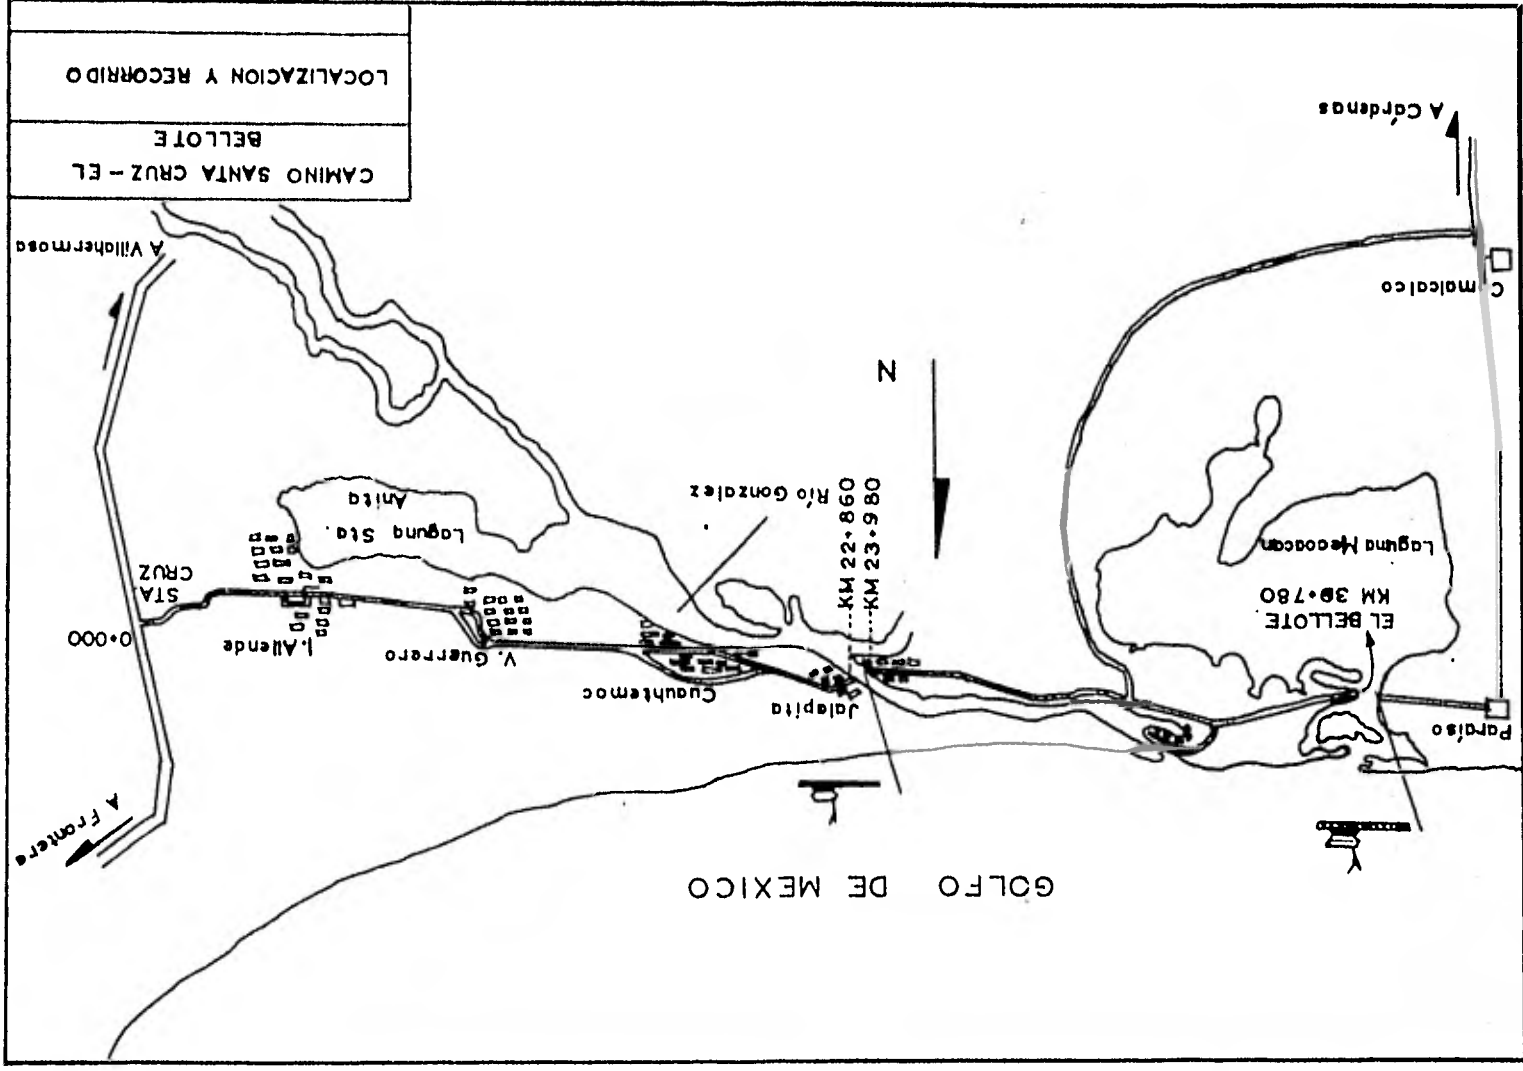 GOLFO DE MEXICO
A Frontera
Paraíso
Jalapita
Cuauhtemoc
V. Guerrero
I. Allende
0+000
EL BELLOTE
KM 39+780
STA.
CRUZ
Laguna Mecoacan
Laguna Sta.
Anita
Río Gonzalez
KM 23+980
KM 22+860
N
Comalcalco
A Villahermosa
A Cárdenas
CAMINO SANTA CRUZ - EL
BELLOTE
LOCALIZACION Y RECORRIDO